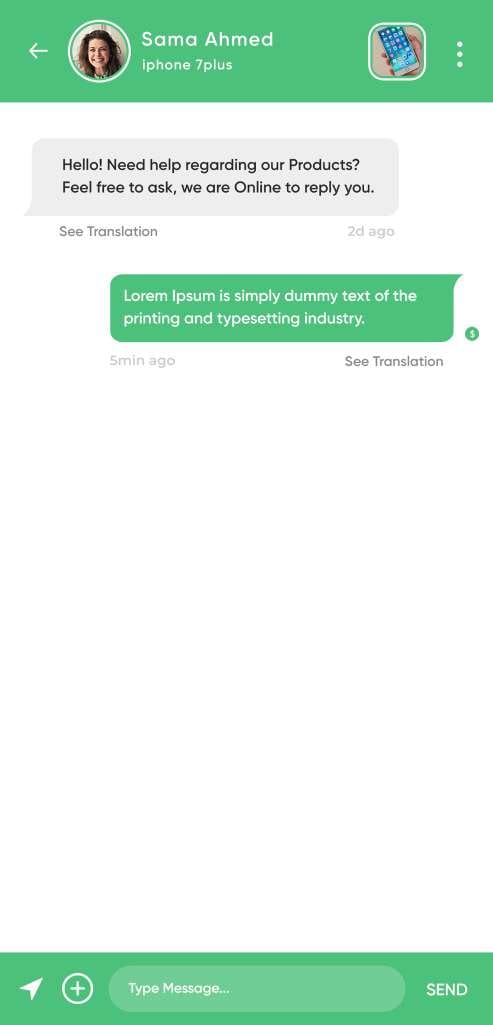 Sama Ahmed
iphone 7plus
Hello! Need help regarding our Products?
Feel free to ask, we are Online to reply you.
See Translation 2d ago
Lorem Ipsum is simply dummy text of the
printing and typesetting industry.
$
5min ago See Translation
Type Message... SEND